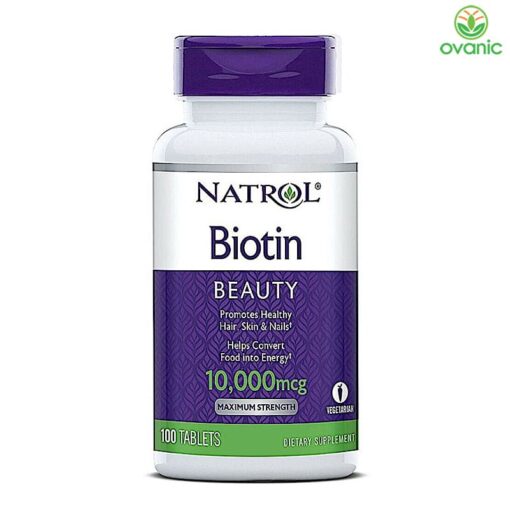 ovanic
NATROL®
Biotin
BEAUTY
Promotes Healthy
Hair, Skin & Nails†
Helps Convert
Food into Energy†
10,000mcg
MAXIMUM STRENGTH
VEGETARIAN
100 TABLETS
DIETARY SUPPLEMENT